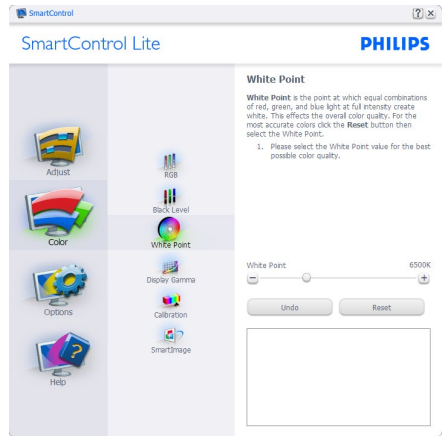 SmartControl
SmartControl Lite
PHILIPS
Adjust
Color
Options
Help
RGB
Black Level
White Point
Display Gamma
Calibration
SmartImage
White Point
White Point is the point at which equal combinations
of red, green, and blue light at full intensity create
white. This effects the overall color quality. For the
most accurate colors click the Reset button then
select the White Point.
1. Please select the White Point value for the best
possible color quality.
White Point 6500K
Undo Reset